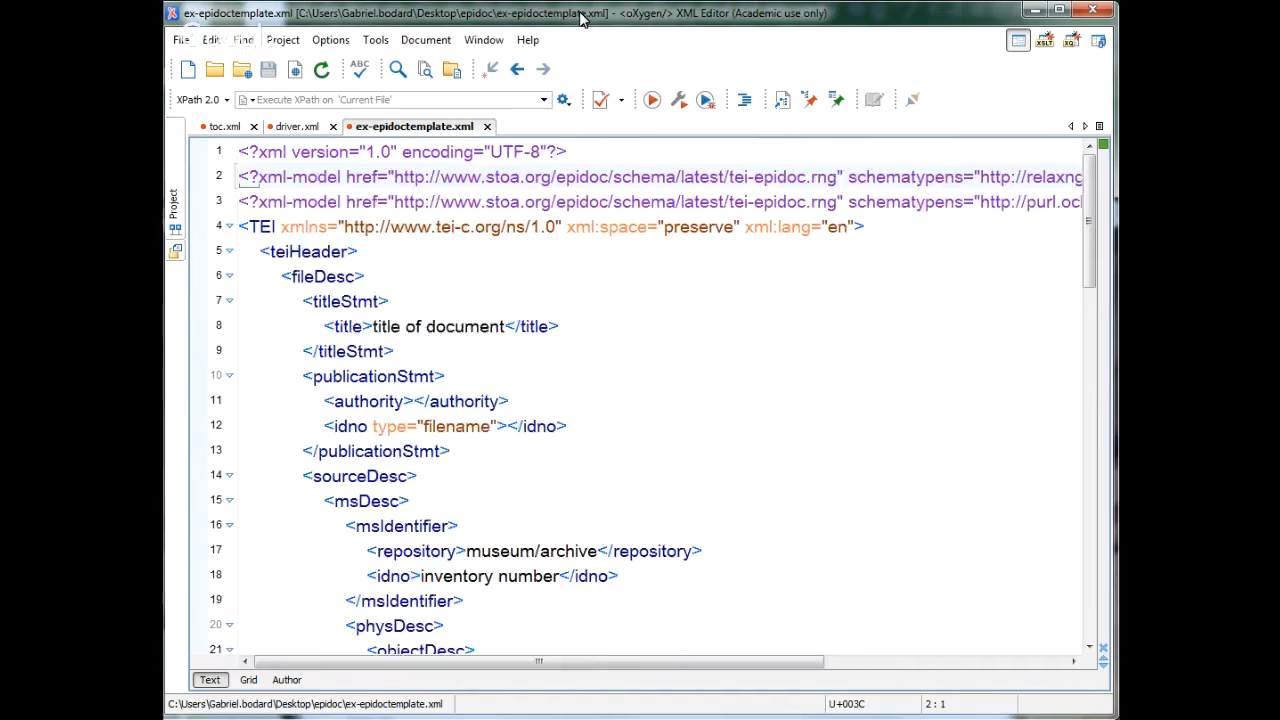 ex-epidoctemplate.xml [C:\Users\Gabriel.bodard\Desktop\epidoc\ex-epidoctemplate.xml] - <oXygen/> XML Editor (Academic use only)
File Edit Find Project Options Tools Document Window Help
XPath 2.0 Execute XPath on 'Current File'
toc.xml driver.xml ex-epidoctemplate.xml
Project
1 <?xml version="1.0" encoding="UTF-8"?>
2 <?xml-model href="http://www.stoa.org/epidoc/schema/latest/tei-epidoc.rng" schematypens="http://relaxng
3 <?xml-model href="http://www.stoa.org/epidoc/schema/latest/tei-epidoc.rng" schematypens="http://purl.ocl
4 <TEI xmlns="http://www.tei-c.org/ns/1.0" xml:space="preserve" xml:lang="en">
5 <teiHeader>
6 <fileDesc>
7 <titleStmt>
8 <title>title of document</title>
9 </titleStmt>
10 <publicationStmt>
11 <authority></authority>
12 <idno type="filename"></idno>
13 </publicationStmt>
14 <sourceDesc>
15 <msDesc>
16 <msIdentifier>
17 <repository>museum/archive</repository>
18 <idno>inventory number</idno>
19 </msIdentifier>
20 <physDesc>
21 <objectDesc>
Text Grid Author
C:\Users\Gabriel.bodard\Desktop\epidoc\ex-epidoctemplate.xml U+003C 2 : 1